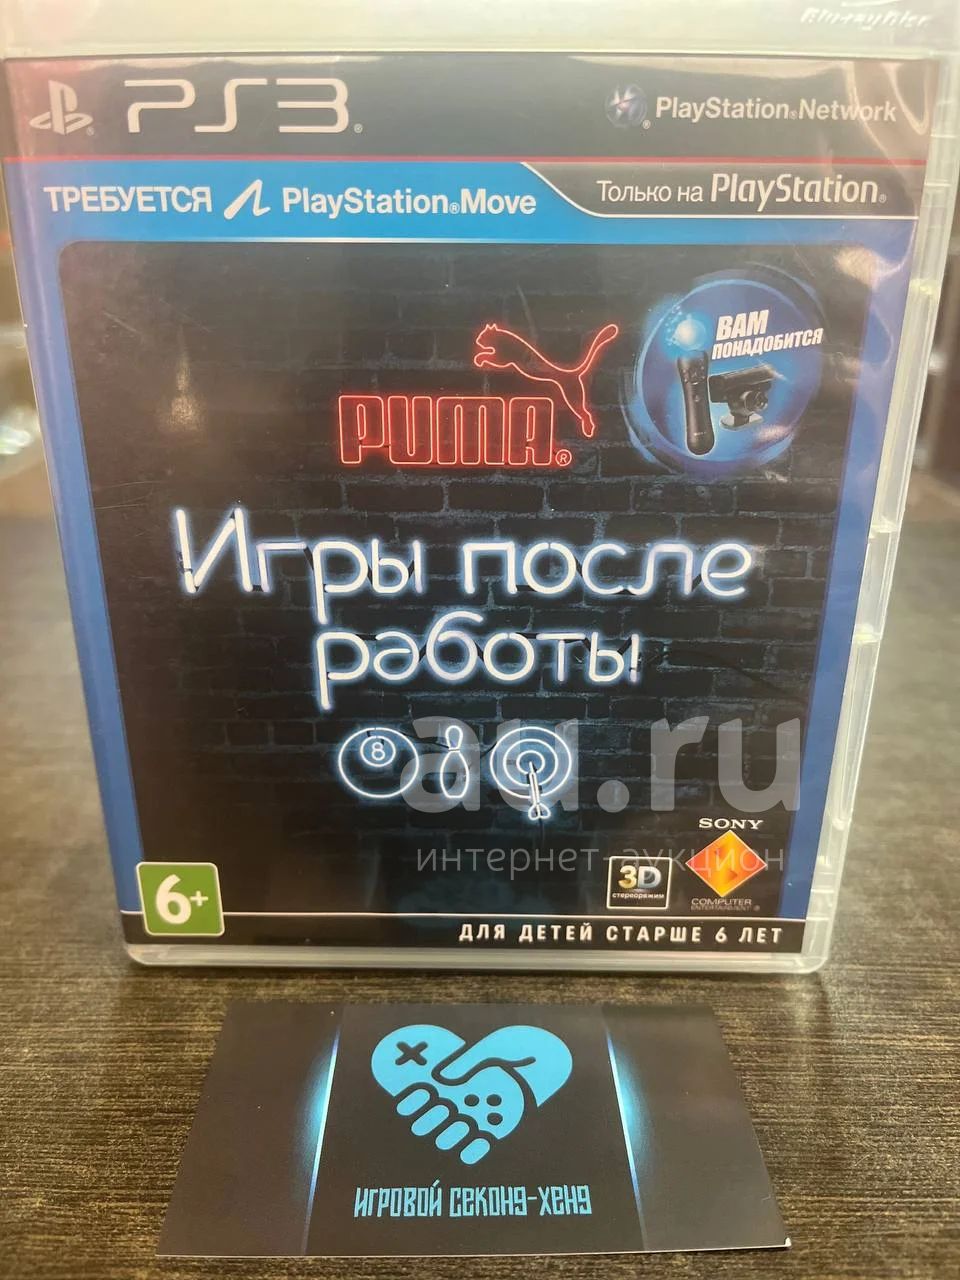 PS3
PlayStation®Network
ТРЕБУЕТСЯ PlayStation®Move
Только на PlayStation®
ВАМ
ПОНАДОБИТСЯ
PUMA®
Игры после
работы
8
au.ru
интернет-аукцион
SONY
COMPUTER
ENTERTAINMENT®
3D
стереорежим
6+
ДЛЯ ДЕТЕЙ СТАРШЕ 6 ЛЕТ
ИГРОВОЙ СЕКОНД-ХЕНД